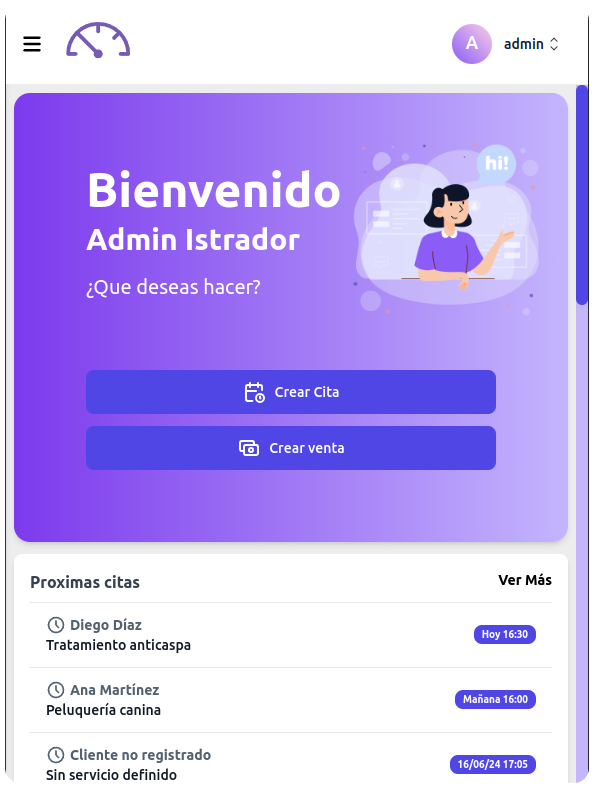 A admin
hi!
Bienvenido
Admin Istrador
¿Que deseas hacer?
Crear Cita
Crear venta
Proximas citas Ver Más
Diego Díaz
Tratamiento anticaspa
Hoy 16:30
Ana Martínez
Peluquería canina
Mañana 16:00
Cliente no registrado
Sin servicio definido
16/06/24 17:05